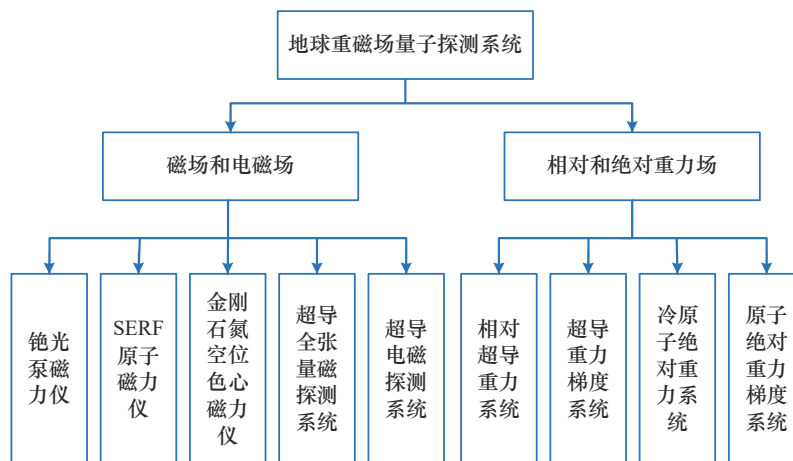 地球重磁场量子探测系统
磁场和电磁场
相对和绝对重力场
铯光
泵磁
力仪
SERF
原子
磁力
仪
金刚
石氮
空位
色心
磁力
仪
超导
全张
量磁
探测
系统
超导
电磁
探测
系统
相对
超导
重力
系统
超导
重力
梯度
系统
冷原
子绝
对重
力系
统
原子
绝对
重力
梯度
系统